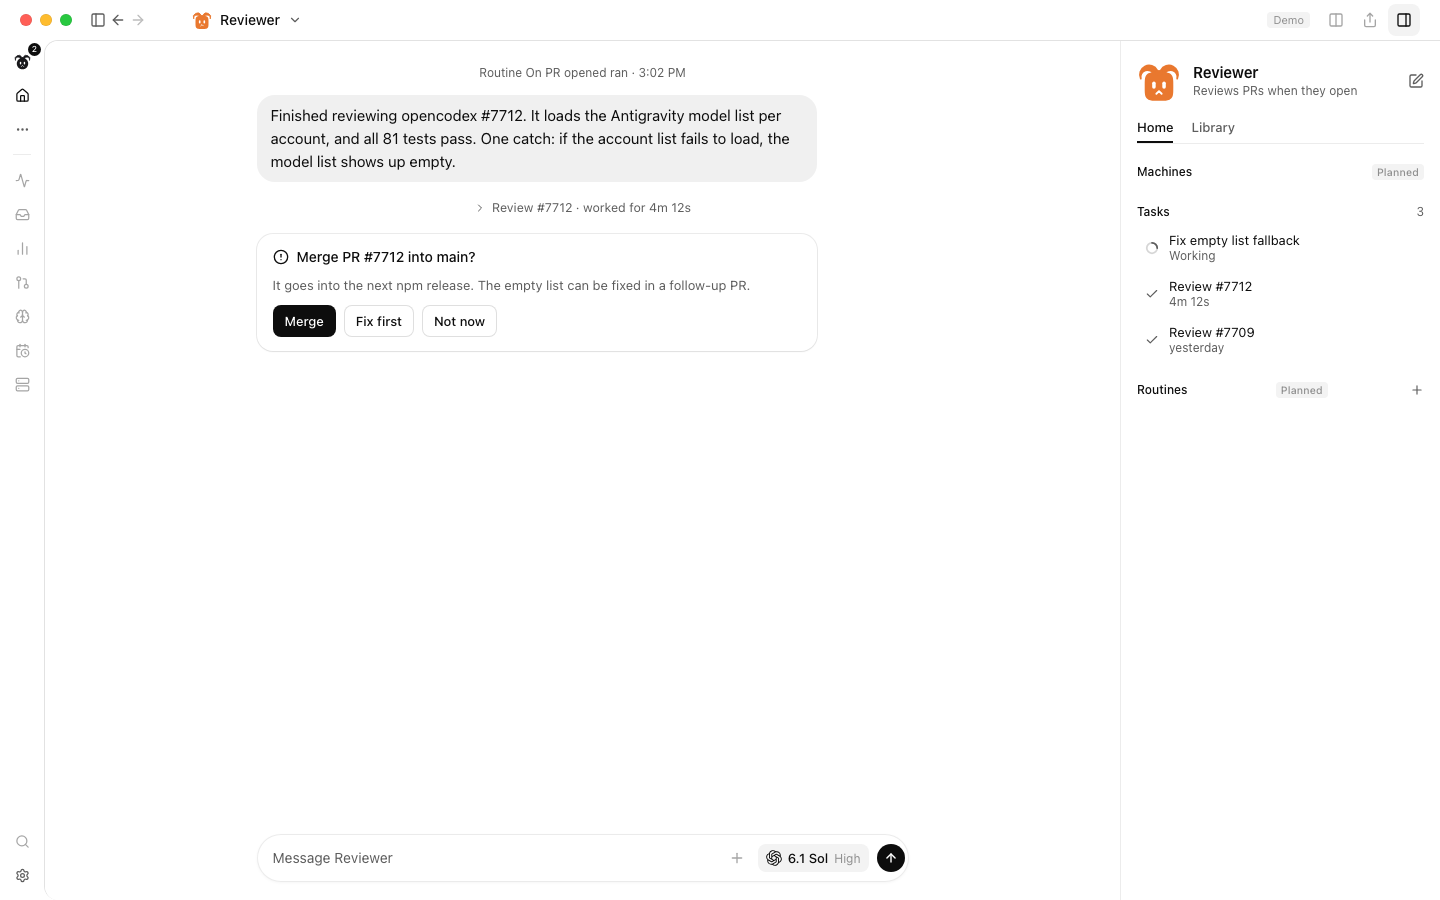 Reviewer
Demo
2
Routine On PR opened ran · 3:02 PM
Finished reviewing opencodex #7712. It loads the Antigravity model list per
account, and all 81 tests pass. One catch: if the account list fails to load, the
model list shows up empty.
Review #7712 · worked for 4m 12s
Merge PR #7712 into main?
It goes into the next npm release. The empty list can be fixed in a follow-up PR.
Merge
Fix first
Not now
Message Reviewer
6.1 Sol High
Reviewer
Reviews PRs when they open
Home
Library
Machines
Planned
Tasks
3
Fix empty list fallback
Working
Review #7712
4m 12s
Review #7709
yesterday
Routines
Planned